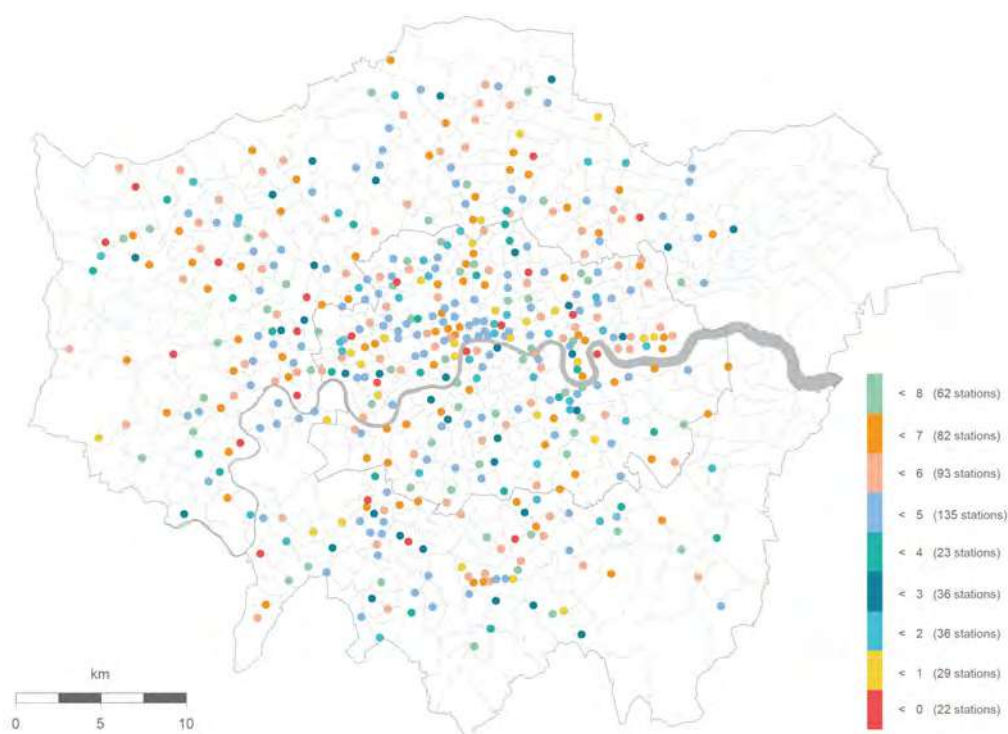 < 8 (62 stations)
< 7 (82 stations)
< 6 (93 stations)
< 5 (135 stations)
< 4 (23 stations)
< 3 (36 stations)
< 2 (36 stations)
< 1 (29 stations)
< 0 (22 stations)
km
0 5 10